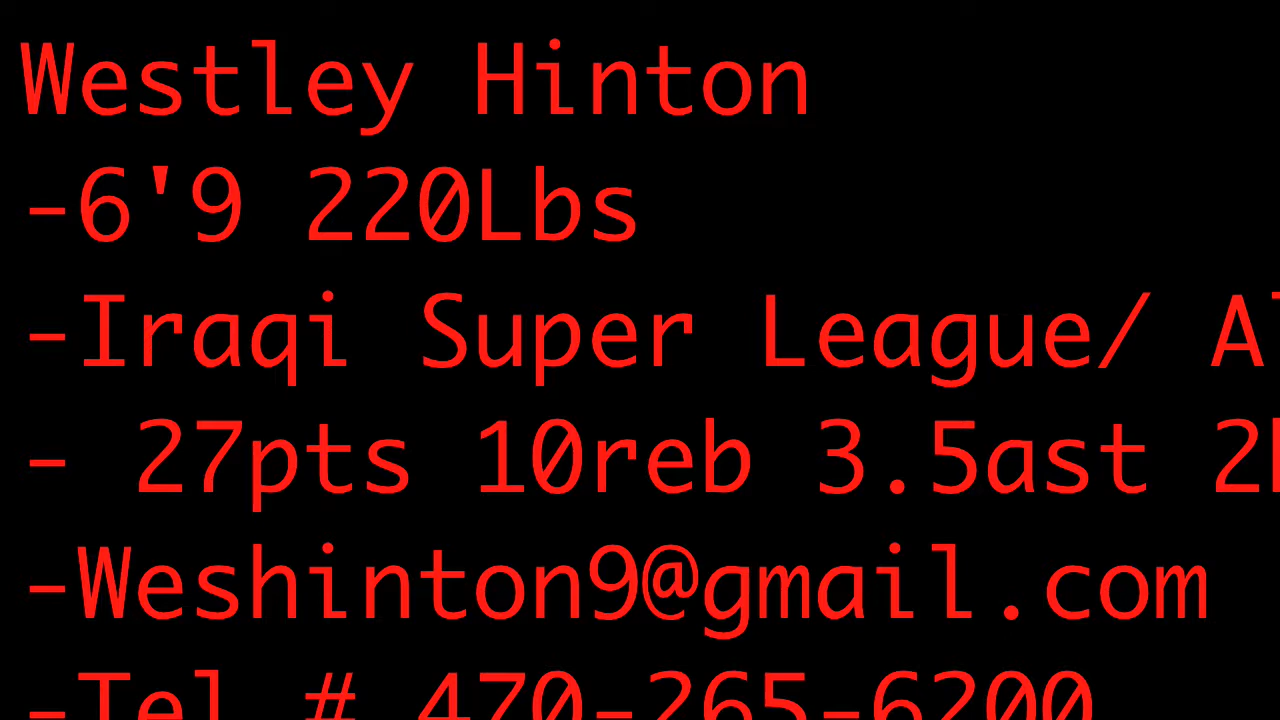 Westley Hinton
-6'9 220Lbs
-Iraqi Super League/
- 27pts 10reb 3.5ast
-Weshinton9@gmail.com
-Tel # 470-265-6200